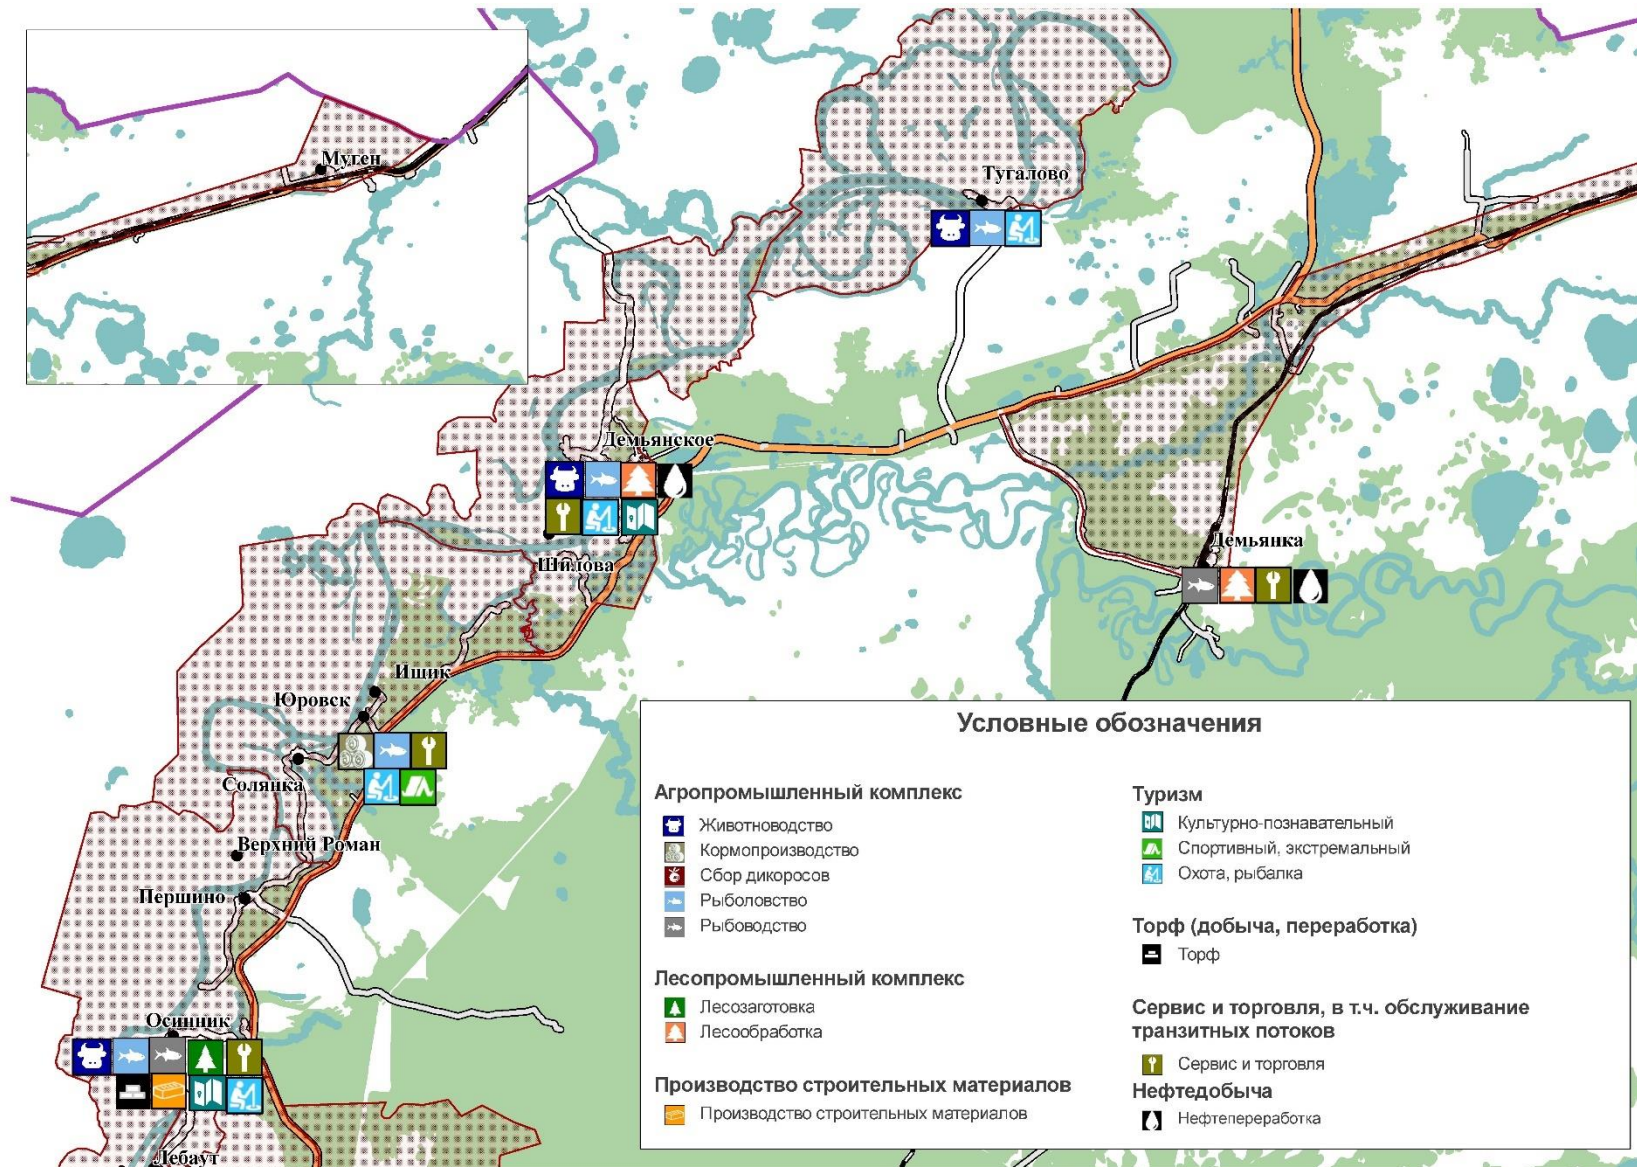 Муген
Тугалово
Демьянское
Шилова
Демьянка
Ищик
Юровск
Солянка
Верхний Роман
Першино
Осинник
Лебаут
Условные обозначения
Агропромышленный комплекс
Животноводство
Кормопроизводство
Сбор дикоросов
Рыболовство
Рыбоводство
Лесопромышленный комплекс
Лесозаготовка
Лесообработка
Производство строительных материалов
Производство строительных материалов
Туризм
Культурно-познавательный
Спортивный, экстремальный
Охота, рыбалка
Торф (добыча, переработка)
Торф
Сервис и торговля, в т.ч. обслуживание
транзитных потоков
Сервис и торговля
Нефтедобыча
Нефтепереработка